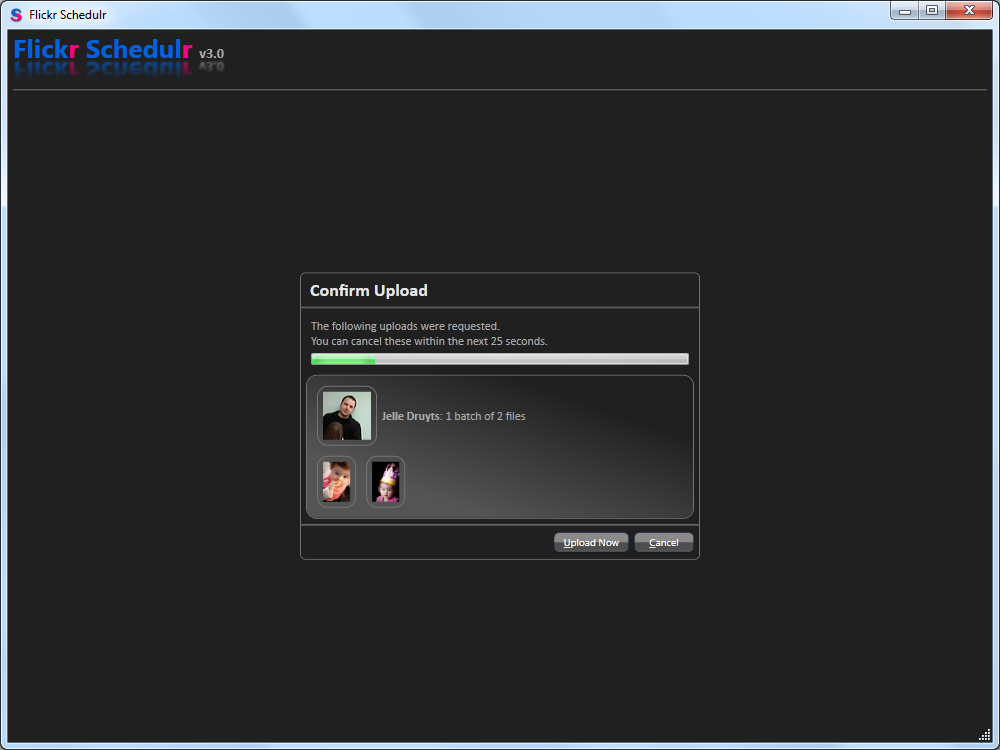 Flickr Schedulr
Flickr Schedulr v3.0
Confirm Upload
The following uploads were requested.
You can cancel these within the next 25 seconds.
Jelle Druyts: 1 batch of 2 files
Upload Now
Cancel